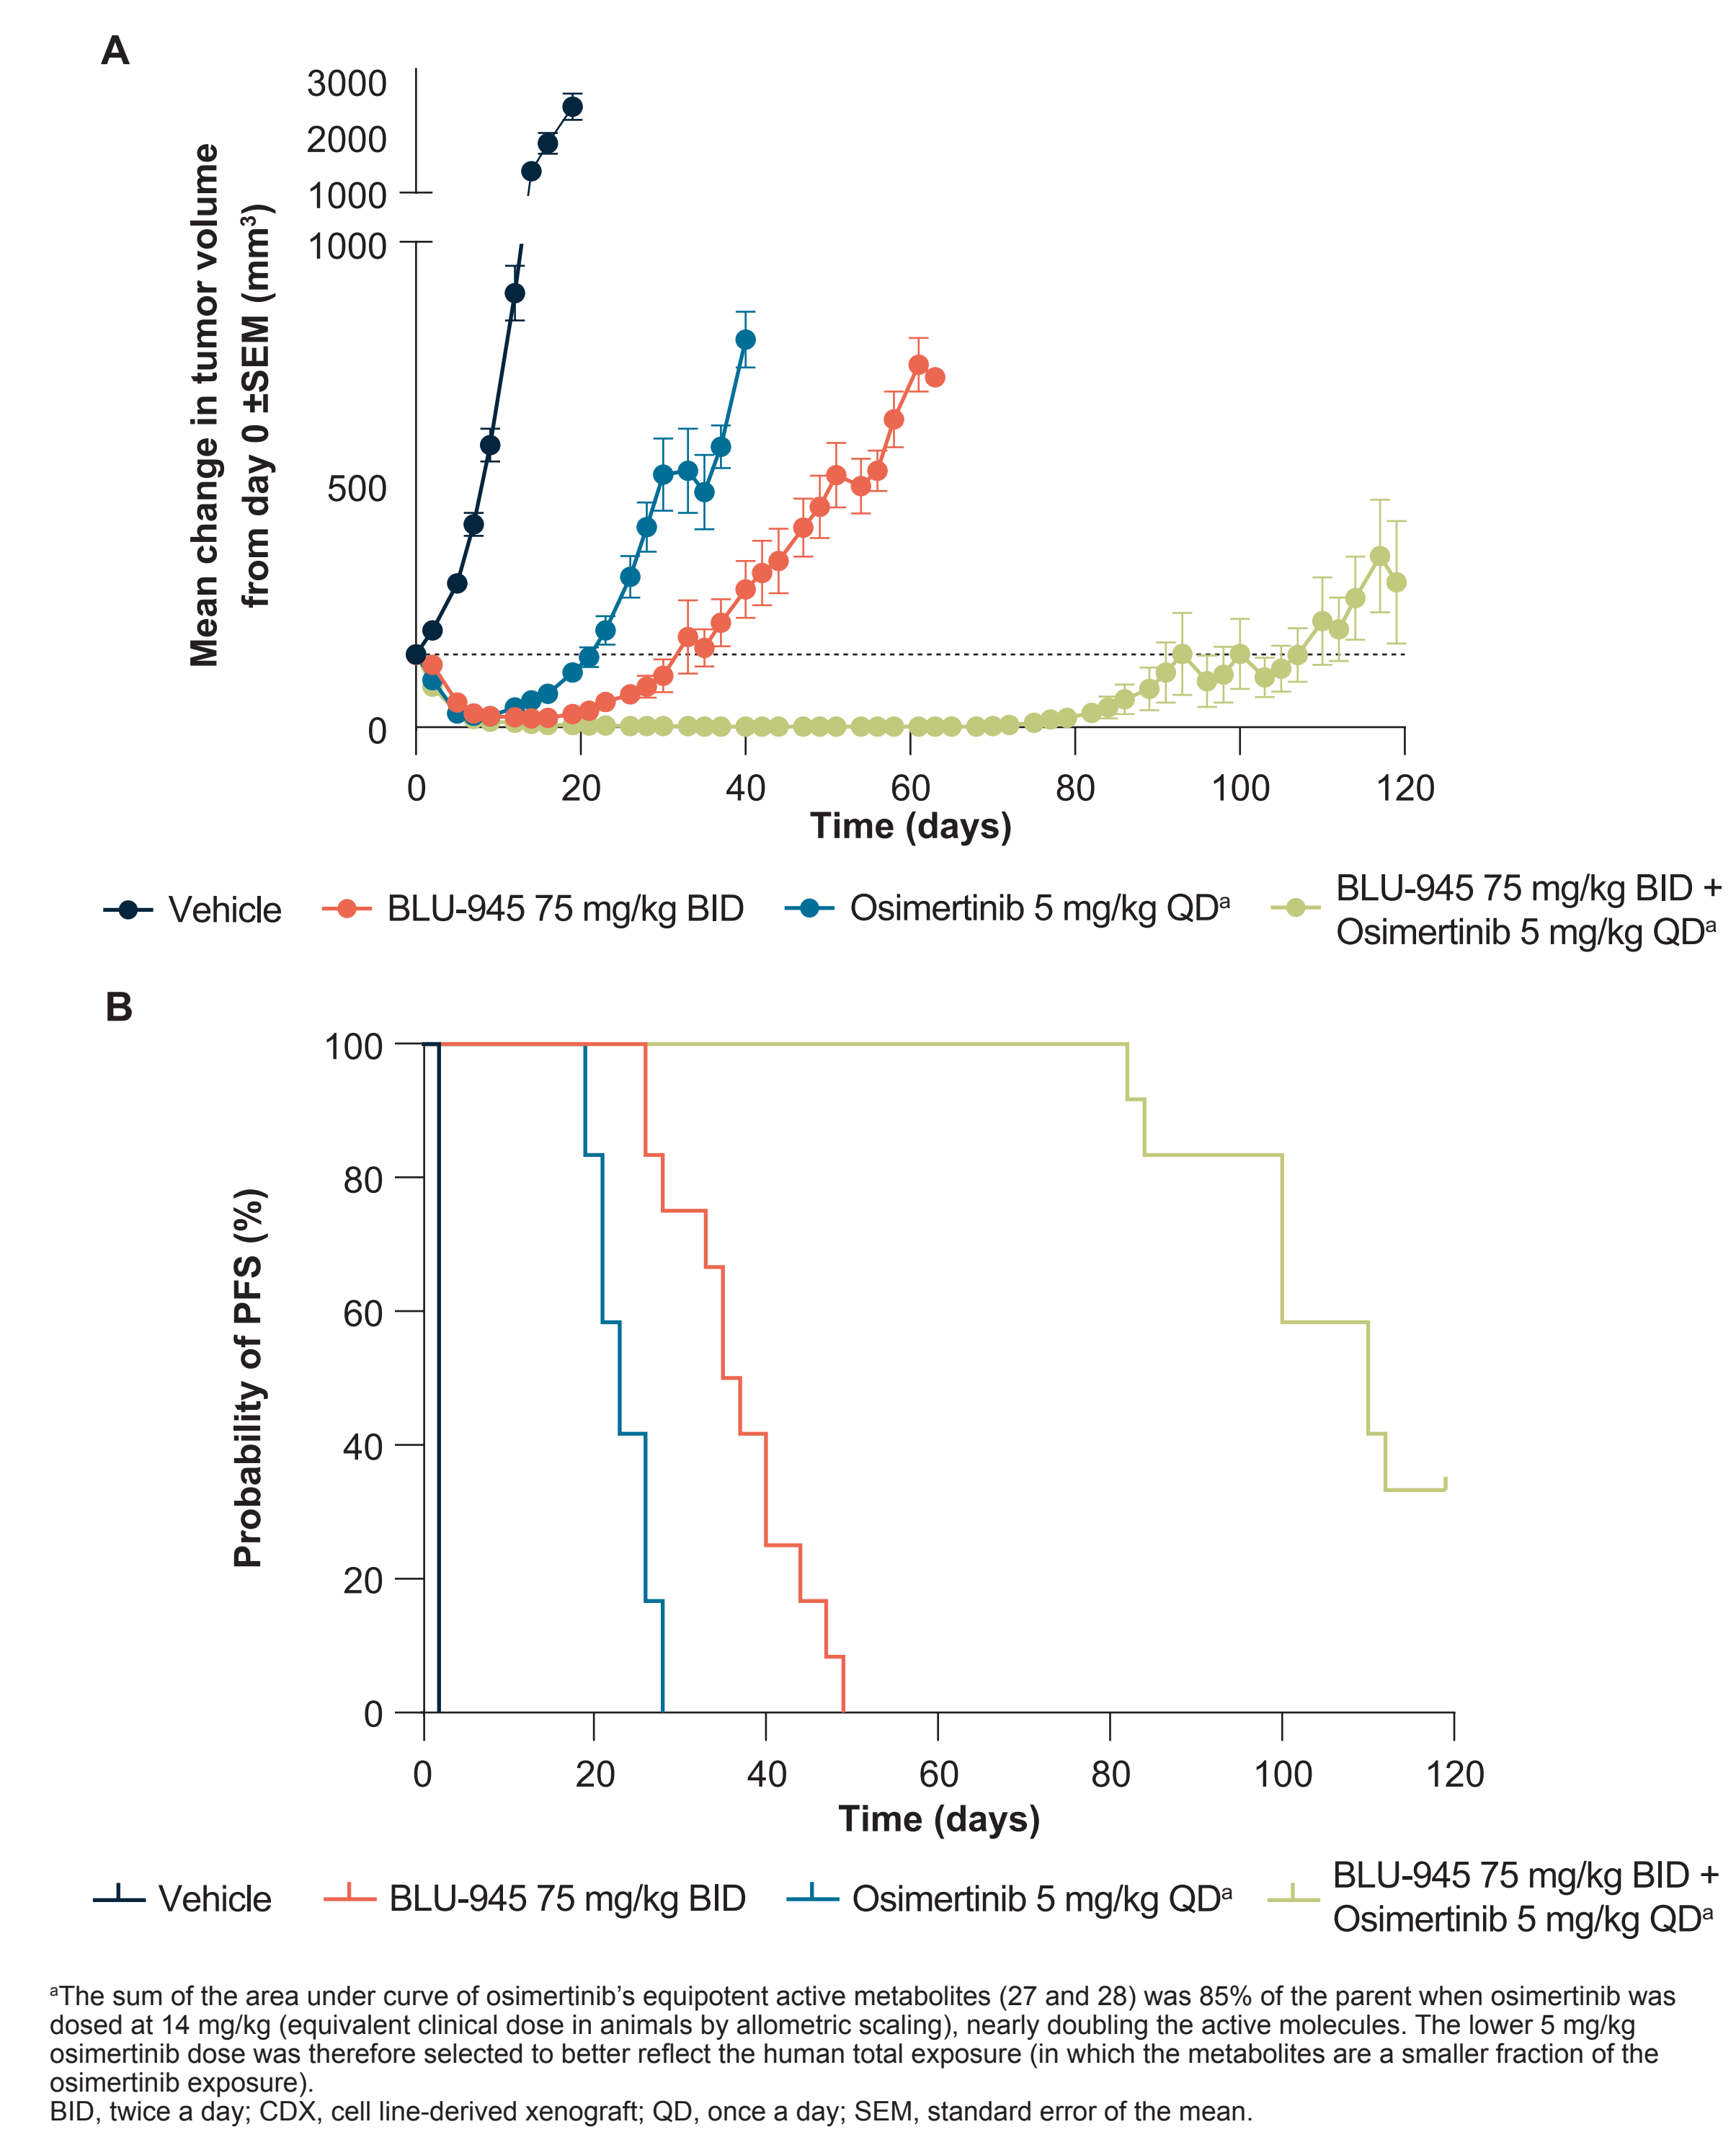 A
3000
2000
1000
1000
500
0
Mean change in tumor volume
from day 0 ±SEM (mm³)
0 20 40 60 80 100 120
Time (days)
Vehicle
BLU-945 75 mg/kg BID
Osimertinib 5 mg/kg QDᵃ
BLU-945 75 mg/kg BID +
Osimertinib 5 mg/kg QDᵃ
B
100
80
60
40
20
0
Probability of PFS (%)
0 20 40 60 80 100 120
Time (days)
Vehicle
BLU-945 75 mg/kg BID
Osimertinib 5 mg/kg QDᵃ
BLU-945 75 mg/kg BID +
Osimertinib 5 mg/kg QDᵃ
ᵃThe sum of the area under curve of osimertinib’s equipotent active metabolites (27 and 28) was 85% of the parent when osimertinib was
dosed at 14 mg/kg (equivalent clinical dose in animals by allometric scaling), nearly doubling the active molecules. The lower 5 mg/kg
osimertinib dose was therefore selected to better reflect the human total exposure (in which the metabolites are a smaller fraction of the
osimertinib exposure).
BID, twice a day; CDX, cell line-derived xenograft; QD, once a day; SEM, standard error of the mean.